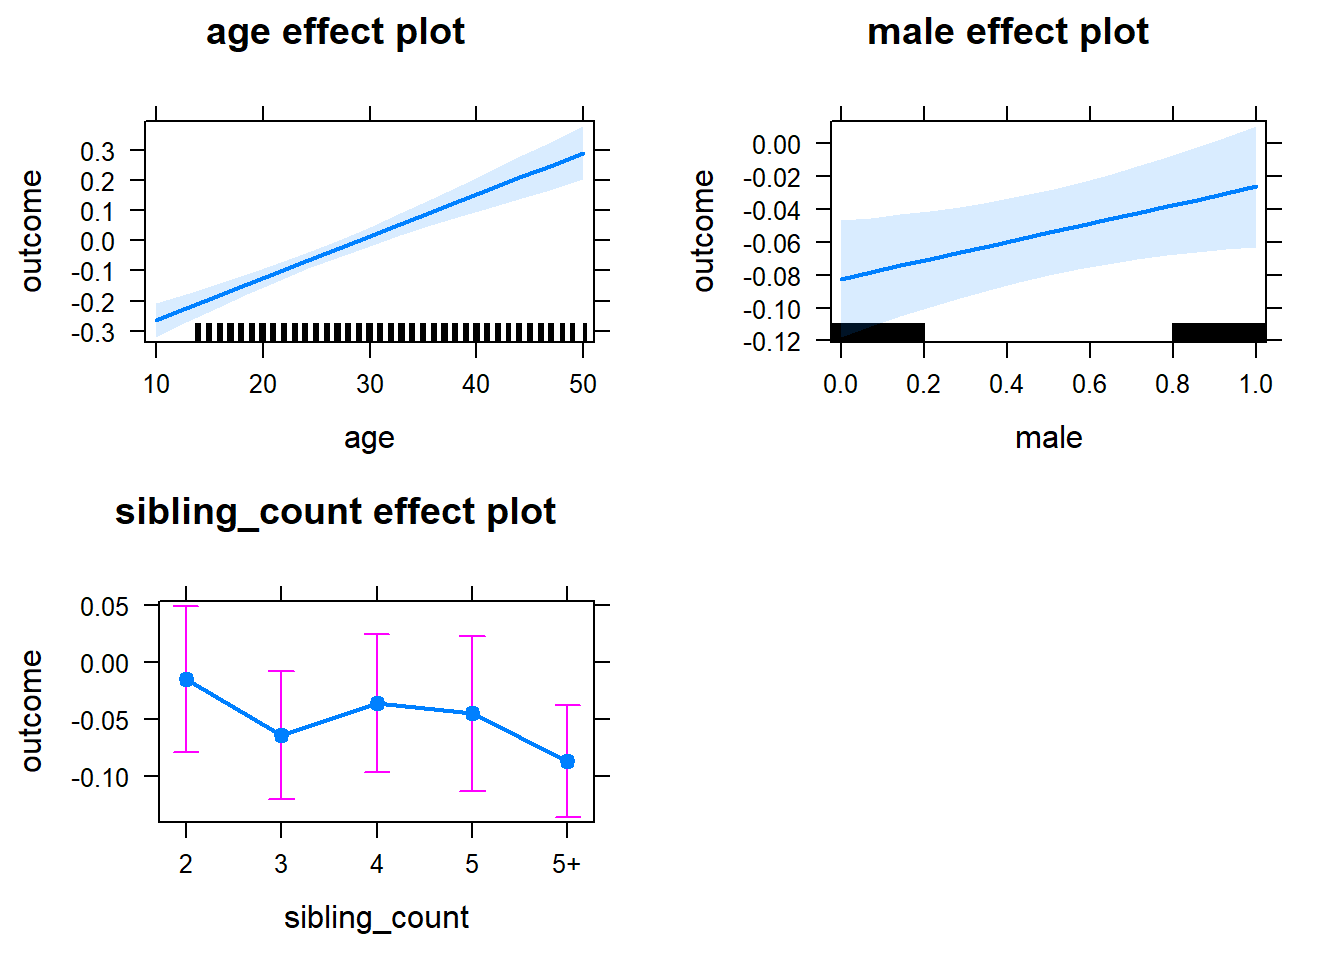 age effect plot
outcome
0.3
0.2
0.1
0.0
-0.1
-0.2
-0.3
10 20 30 40 50
age
male effect plot
outcome
0.00
-0.02
-0.04
-0.06
-0.08
-0.10
-0.12
0.0 0.2 0.4 0.6 0.8 1.0
male
sibling_count effect plot
outcome
0.05
0.00
-0.05
-0.10
2 3 4 5 5+
sibling_count